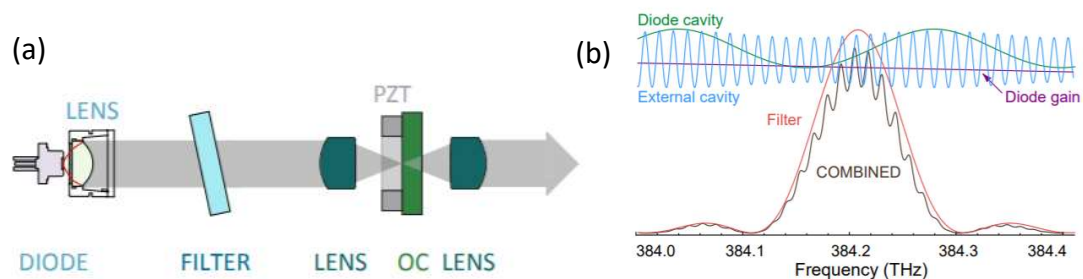 (a)
LENS
PZT
DIODE
FILTER
LENS
OC
LENS
(b)
Diode cavity
External cavity
Diode gain
Filter
COMBINED
384.0
384.1
384.2
384.3
384.4
Frequency (THz)